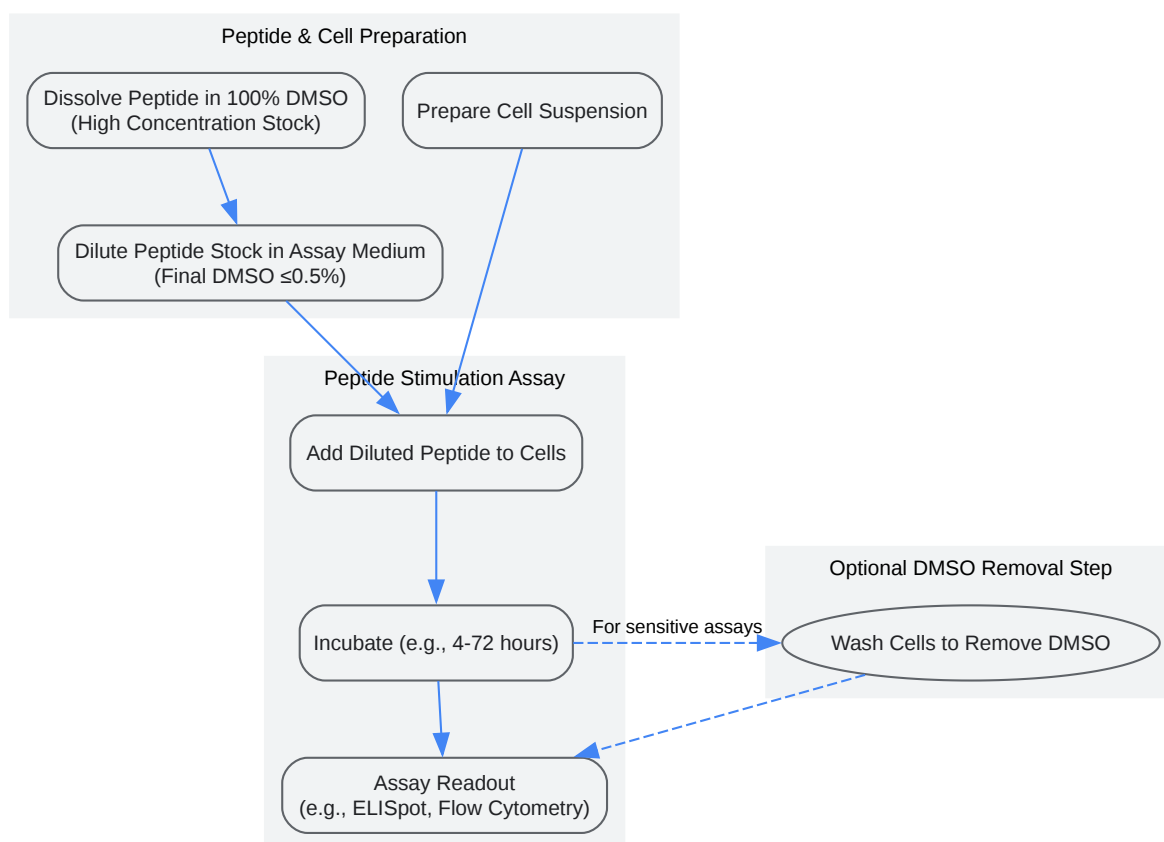 Peptide & Cell Preparation
Dissolve Peptide in 100% DMSO
(High Concentration Stock)
Prepare Cell Suspension
Dilute Peptide Stock in Assay Medium
(Final DMSO ≤0.5%)
Peptide Stimulation Assay
Add Diluted Peptide to Cells
Optional DMSO Removal Step
Incubate (e.g., 4-72 hours)
For sensitive assays
Wash Cells to Remove DMSO
Assay Readout
(e.g., ELISpot, Flow Cytometry)